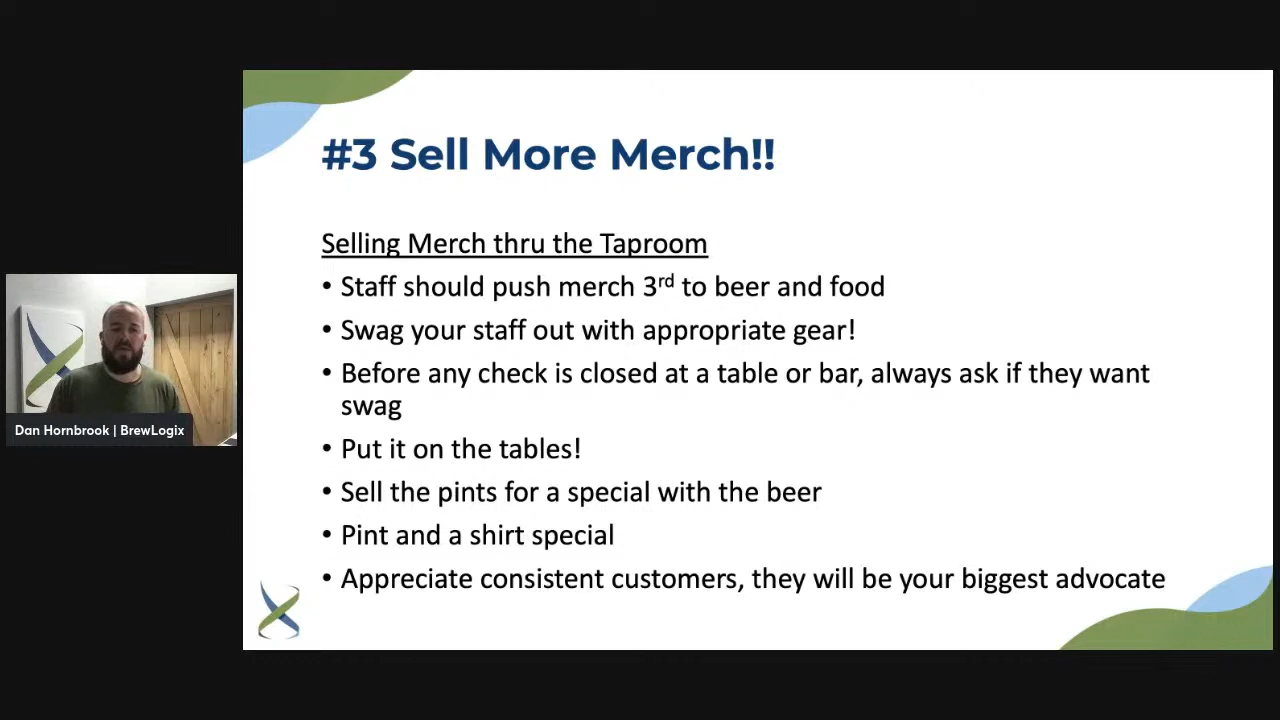 #3 Sell More Merch!!
Selling Merch thru the Taproom
• Staff should push merch 3rd to beer and food
• Swag your staff out with appropriate gear!
• Before any check is closed at a table or bar, always ask if they want
swag
• Put it on the tables!
• Sell the pints for a special with the beer
• Pint and a shirt special
• Appreciate consistent customers, they will be your biggest advocate
Dan Hornbrook | BrewLogix